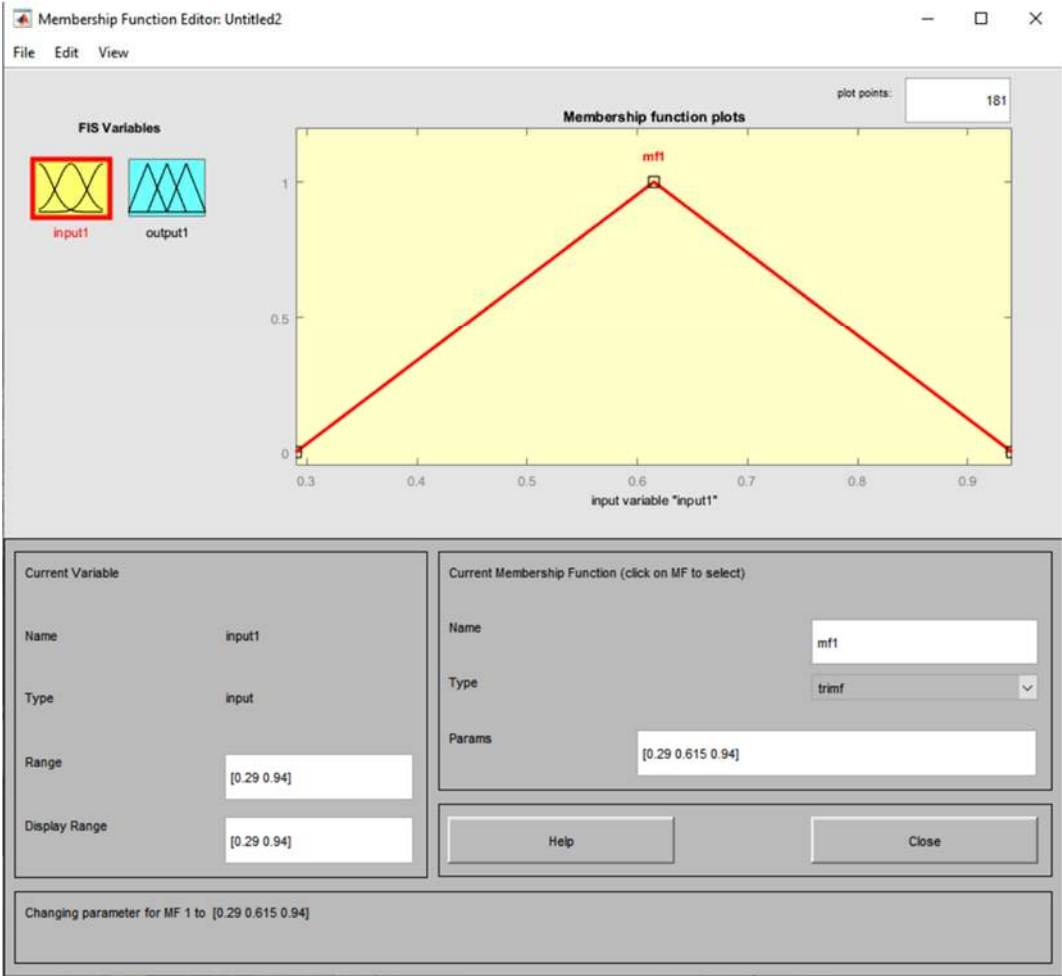 Membership Function Editor: Untitled2
File Edit View
plot points: 181
FIS Variables
Membership function plots
mf1
input1 output1
1
0.5
0
0.3 0.4 0.5 0.6 0.7 0.8 0.9
input variable "input1"
Current Variable
Name input1
Type input
Range [0.29 0.94]
Display Range [0.29 0.94]
Current Membership Function (click on MF to select)
Name mf1
Type trimf
Params [0.29 0.615 0.94]
Help Close
Changing parameter for MF 1 to [0.29 0.615 0.94]